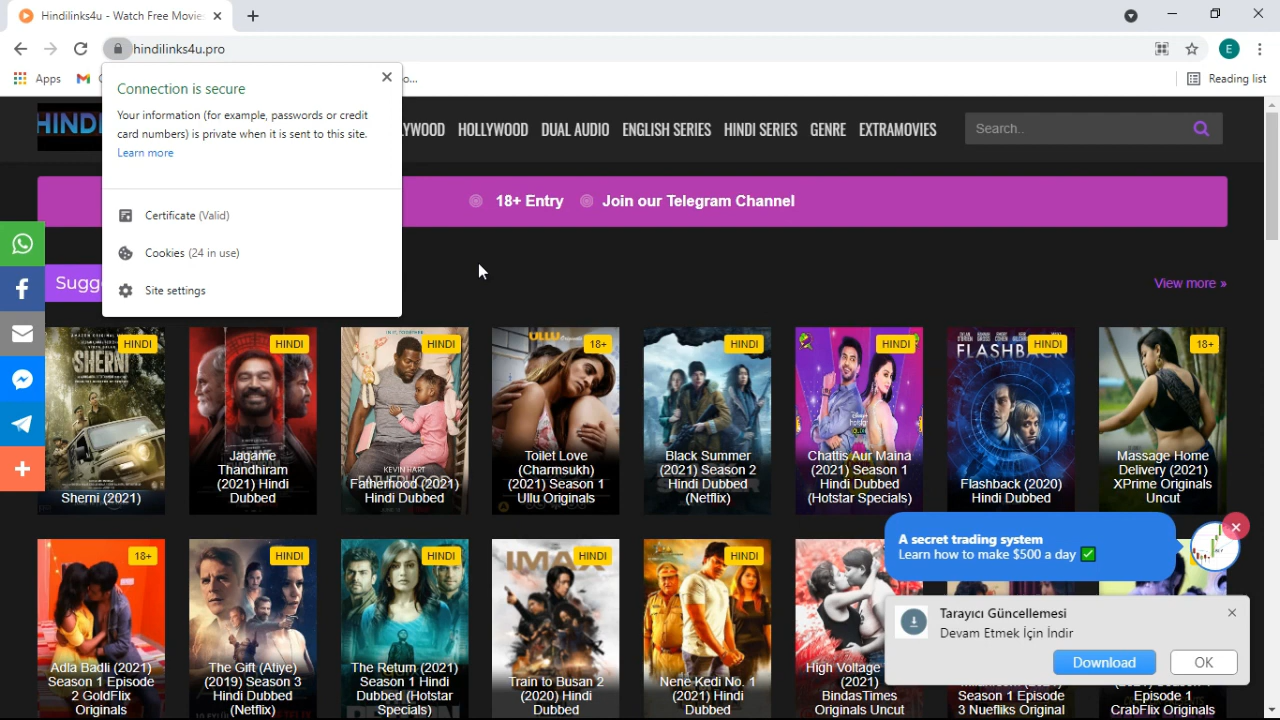 Hindilinks4u - Watch Free Movie
hindilinks4u.pro
E
Apps
Reading list
Connection is secure
Your information (for example, passwords or credit
card numbers) is private when it is sent to this site.
Learn more
Certificate (Valid)
Cookies (24 in use)
Site settings
HIND
YWOOD
HOLLYWOOD
DUAL AUDIO
ENGLISH SERIES
HINDI SERIES
GENRE
EXTRAMOVIES
Search..
18+ Entry
Join our Telegram Channel
Sugg
View more »
HINDI
SHERNI
Sherni (2021)
HINDI
Jagame
Thandhiram
(2021) Hindi
Dubbed
HINDI
KEVIN HART
Fatherhood (2021)
Hindi Dubbed
ULLU
18+
Toilet Love
(Charmsukh)
(2021) Season 1
Ullu Originals
HINDI
Black Summer
(2021) Season 2
Hindi Dubbed
(Netflix)
HINDI
Chattis Aur Maina
(2021) Season 1
Hindi Dubbed
(Hotstar Specials)
HINDI
FLASHBACK
Flashback (2020)
Hindi Dubbed
18+
Massage Home
Delivery (2021)
XPrime Originals
Uncut
18+
Adla Badli (2021)
Season 1 Episode
2 GoldFlix
Originals
HINDI
The Gift (Atiye)
(2019) Season 3
Hindi Dubbed
(Netflix)
HINDI
The Return (2021)
Season 1 Hindi
Dubbed (Hotstar
Specials)
HINDI
IMAX
Train to Busan 2
(2020) Hindi
Dubbed
HINDI
Nene Kedi No. 1
(2021) Hindi
Dubbed
High Voltage
(2021)
BindasTimes
Originals Uncut
Season 1 Episode
3 Nuefliks Original
Episode 1
CrabFlix Originals
A secret trading system
Learn how to make $500 a day ✅
Tarayıcı Güncellemesi
Devam Etmek İçin İndir
Download
OK